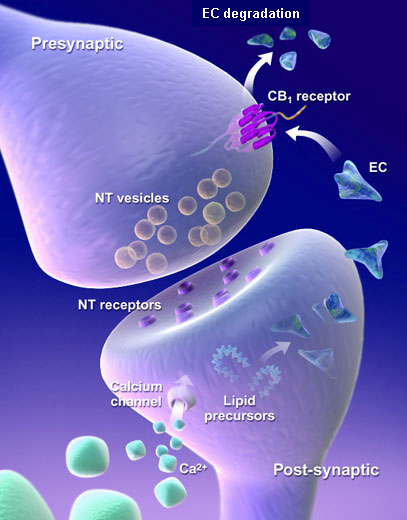 EC degradation
Presynaptic
CB₁ receptor
EC
NT vesicles
NT receptors
Calcium
channel
Lipid
precursors
Ca²⁺
Post-synaptic